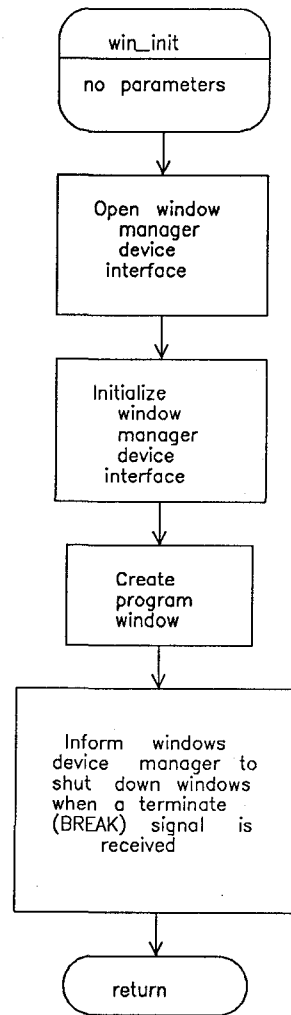 win_init
no parameters
Open window
manager
device
interface
Initialize
window
manager
device
interface
Create
program
window
Inform windows
device manager to
shut down windows
when a terminate
(BREAK) signal is
received
return